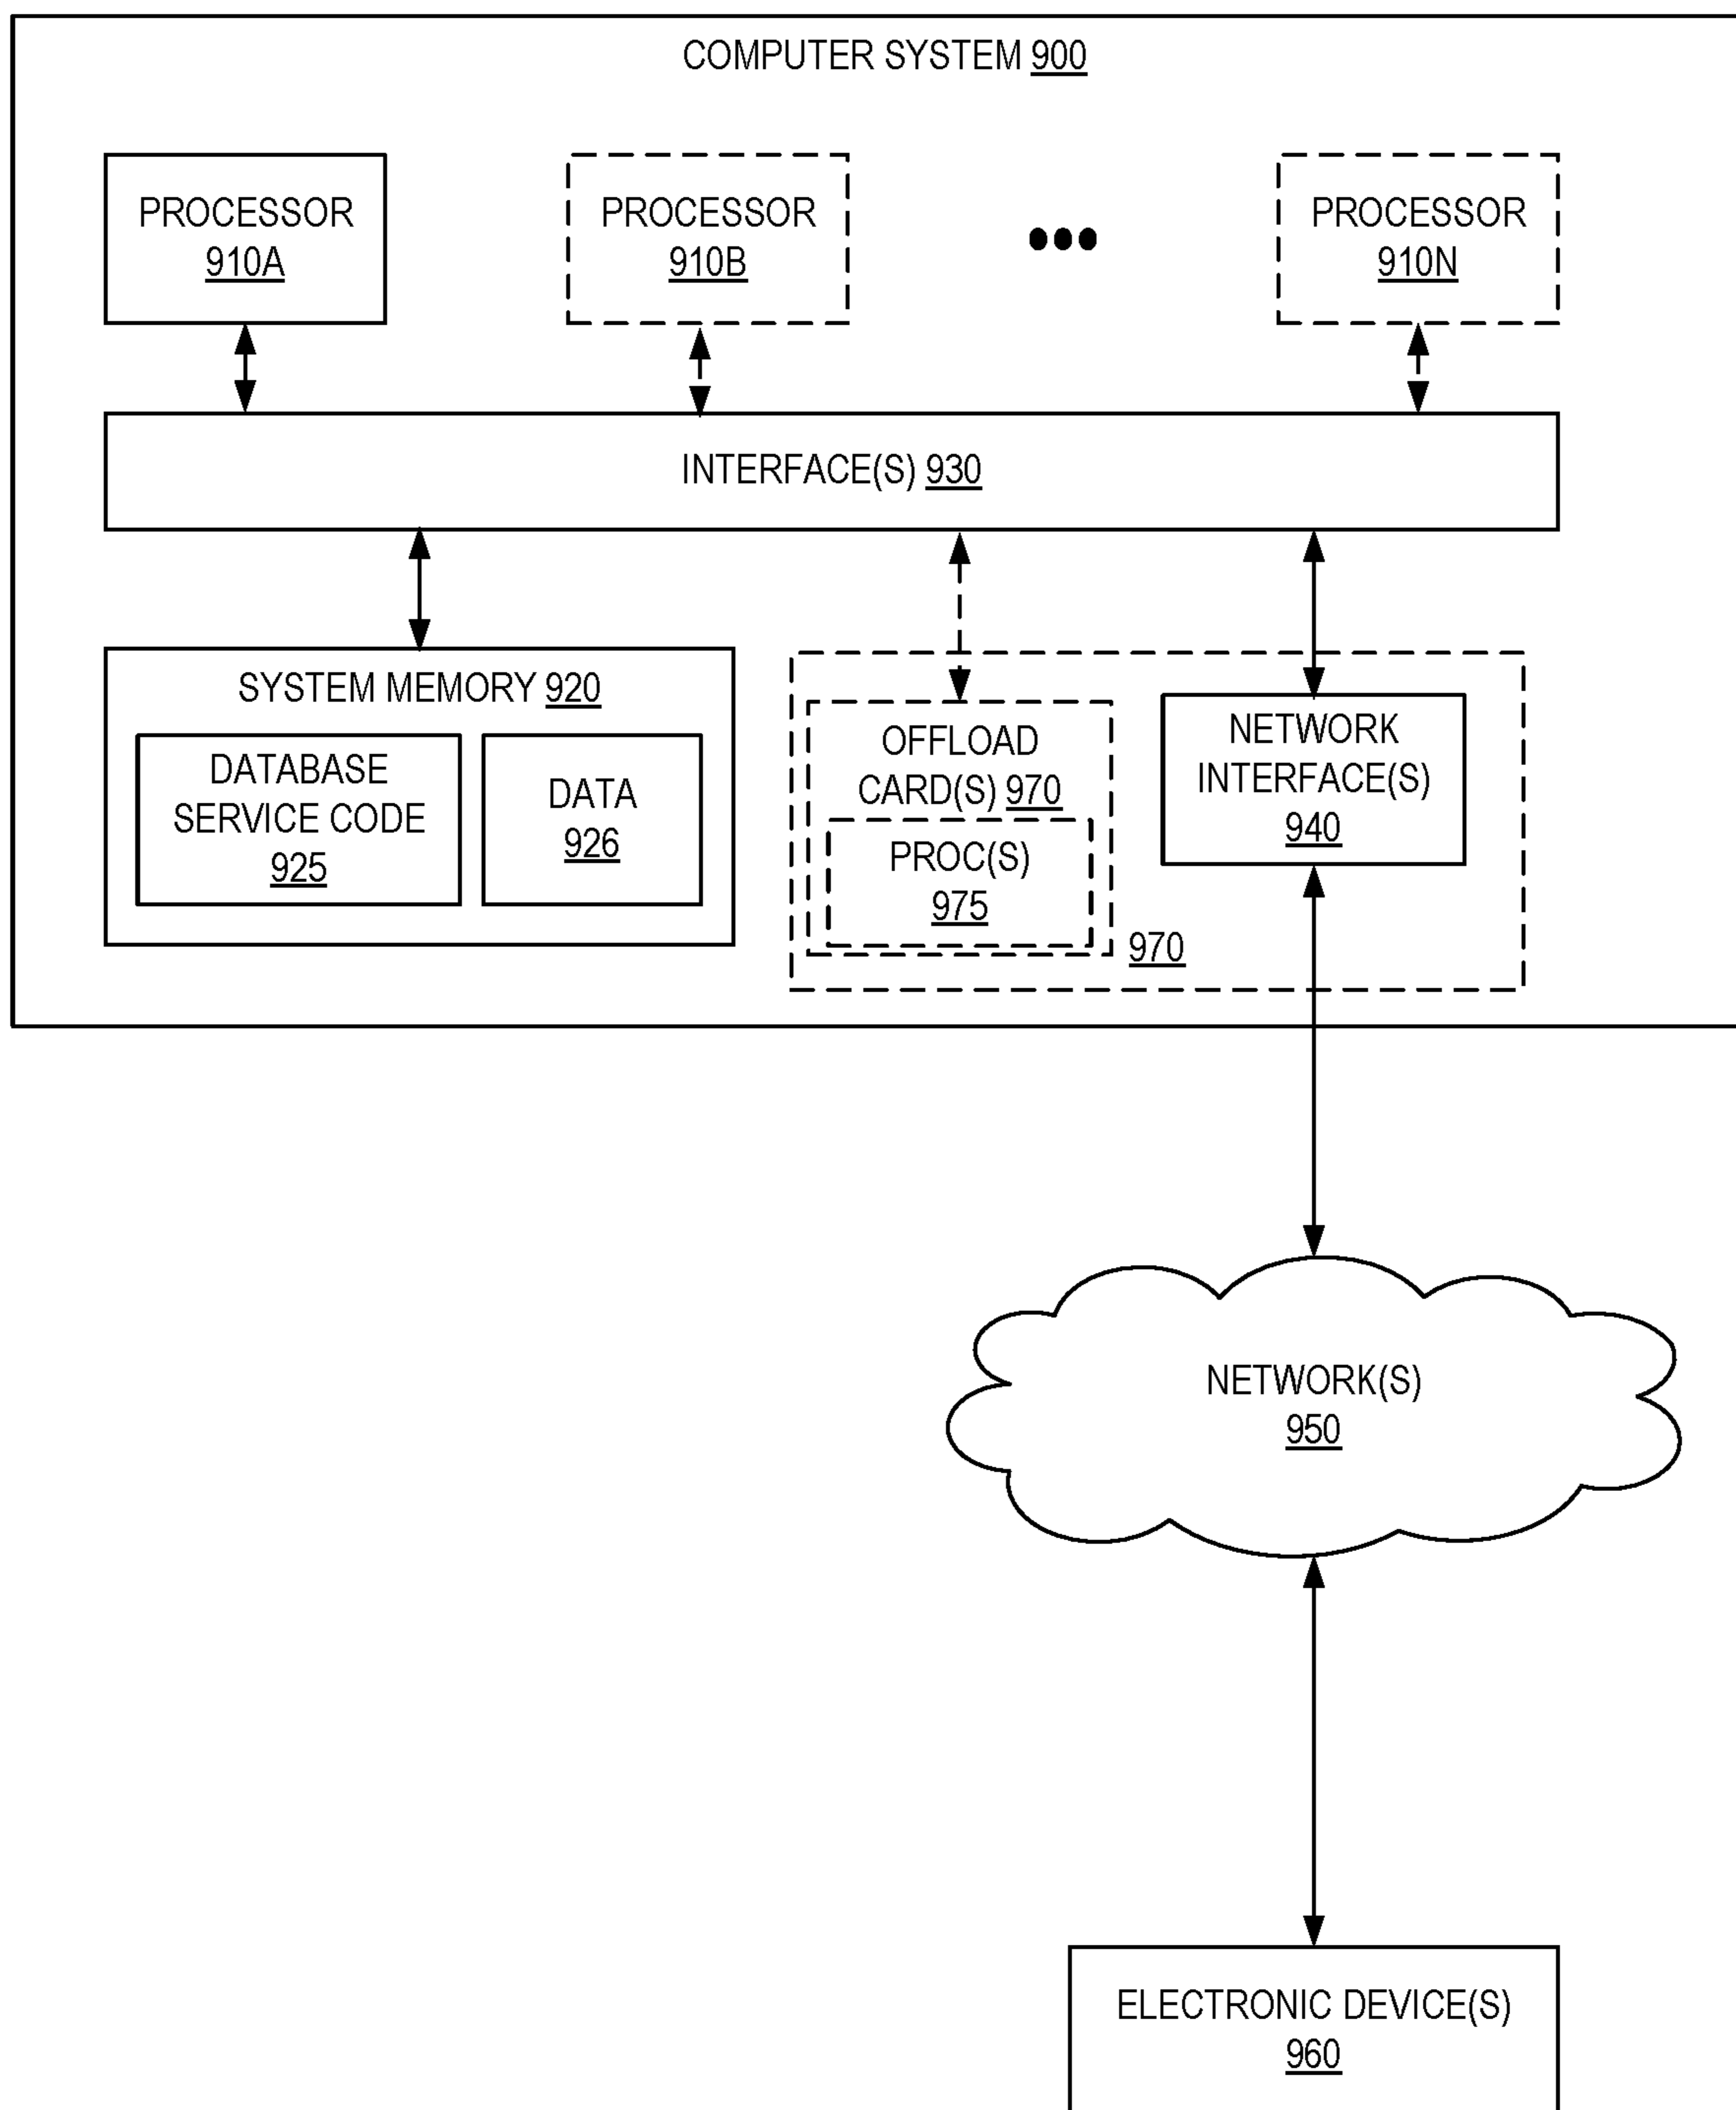 COMPUTER SYSTEM 900
PROCESSOR
910A
PROCESSOR
910B
PROCESSOR
910N
INTERFACE(S) 930
SYSTEM MEMORY 920
DATABASE
SERVICE CODE
925
DATA
926
OFFLOAD
CARD(S) 970
PROC(S)
975
970
NETWORK
INTERFACE(S)
940
NETWORK(S)
950
ELECTRONIC DEVICE(S)
960